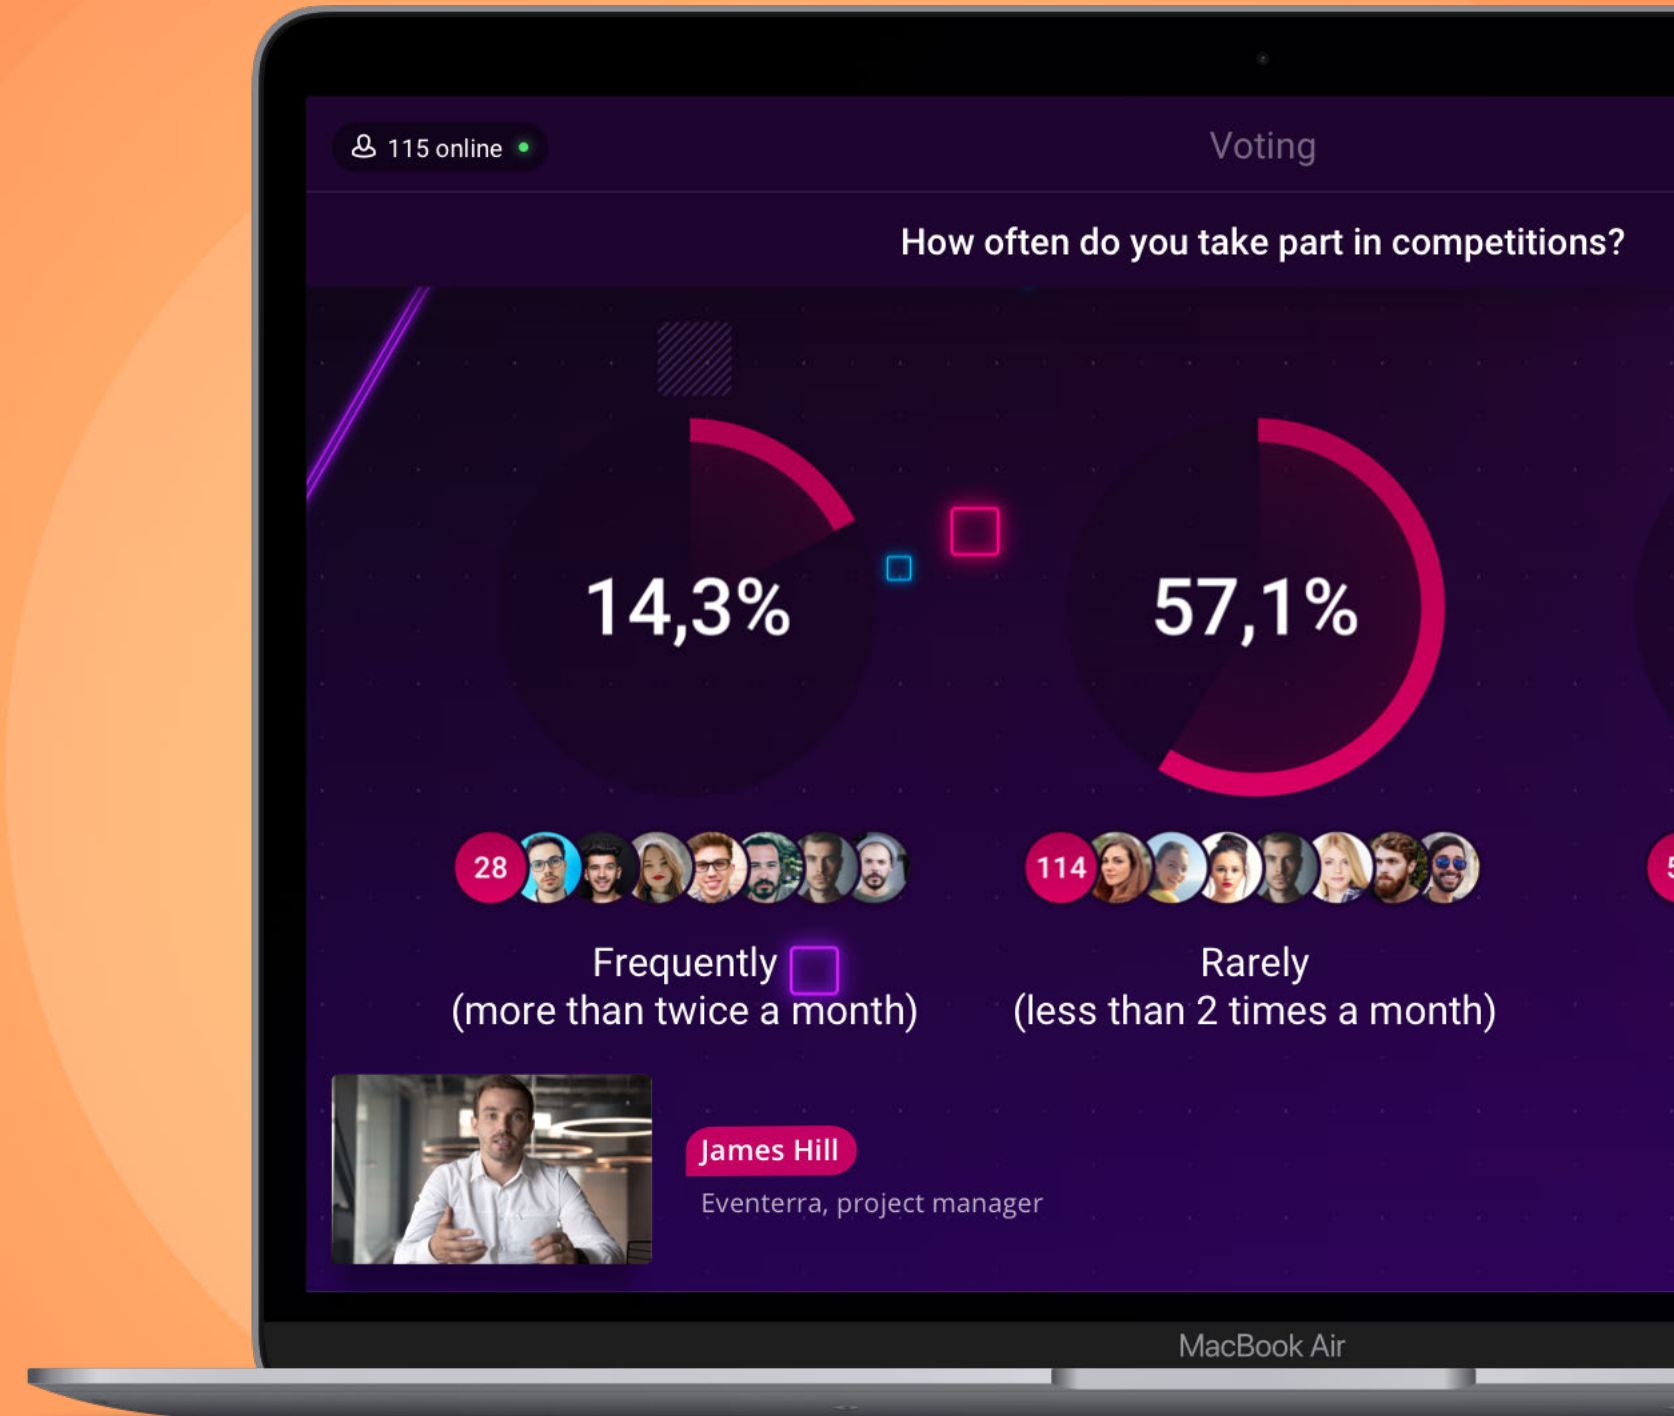 115 online
Voting
How often do you take part in competitions?
14,3%
57,1%
28
114
5
Frequently
(more than twice a month)
Rarely
(less than 2 times a month)
James Hill
Eventerra, project manager
MacBook Air